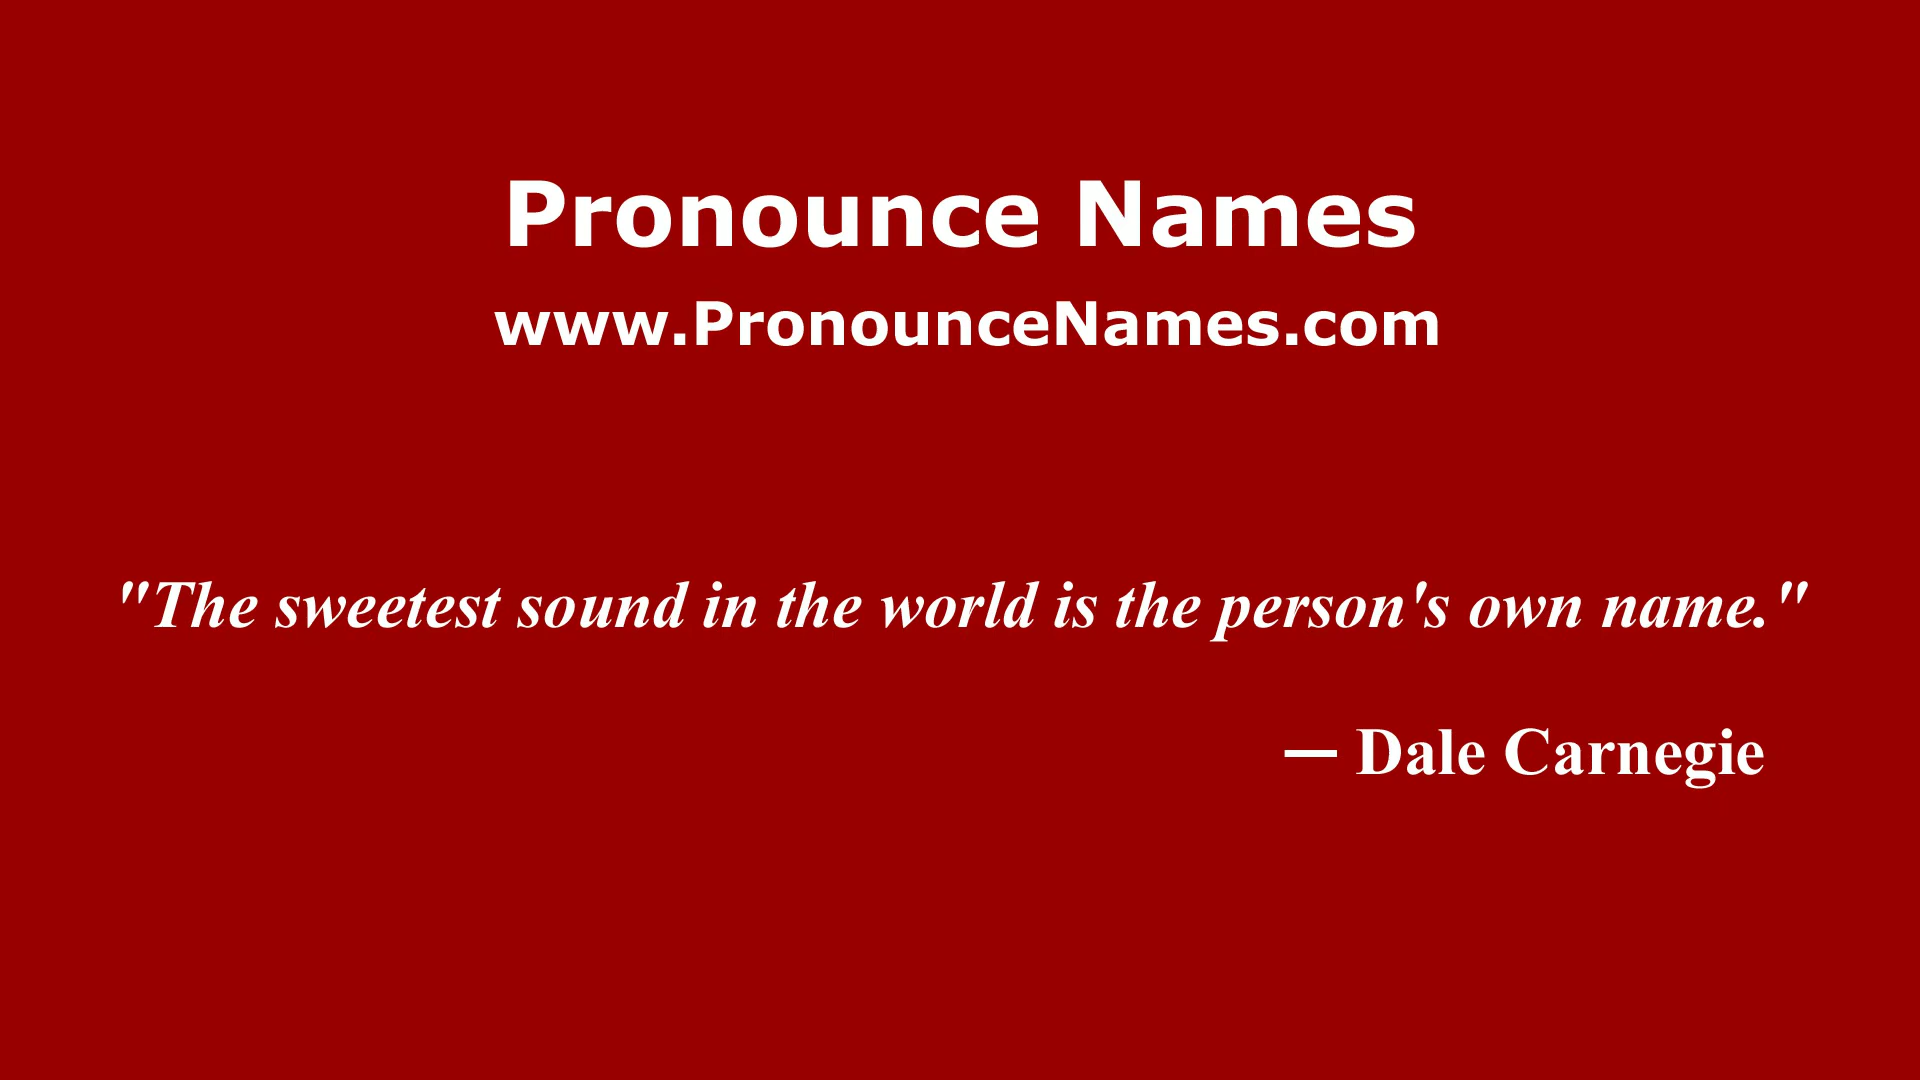 Pronounce Names
www.PronounceNames.com
"The sweetest sound in the world is the person's own name."
— Dale Carnegie